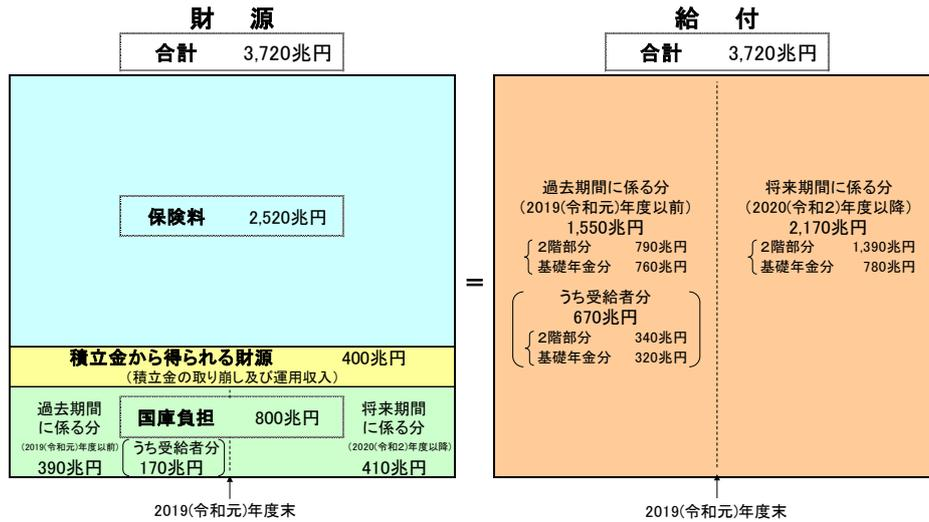 財　源
合計　3,720兆円
保険料　2,520兆円
積立金から得られる財源　400兆円
（積立金の取り崩し及び運用収入）
国庫負担　800兆円
過去期間
に係る分
(2019(令和元)年度以前)
390兆円
うち受給者分
170兆円
将来期間
に係る分
(2020(令和2)年度以降)
410兆円
2019(令和元)年度末
＝
給　付
合計　3,720兆円
過去期間に係る分
（2019(令和元)年度以前）
1,550兆円
2階部分　790兆円
基礎年金分　760兆円
うち受給者分
670兆円
2階部分　340兆円
基礎年金分　320兆円
将来期間に係る分
（2020(令和2)年度以降）
2,170兆円
2階部分　1,390兆円
基礎年金分　780兆円
2019(令和元)年度末